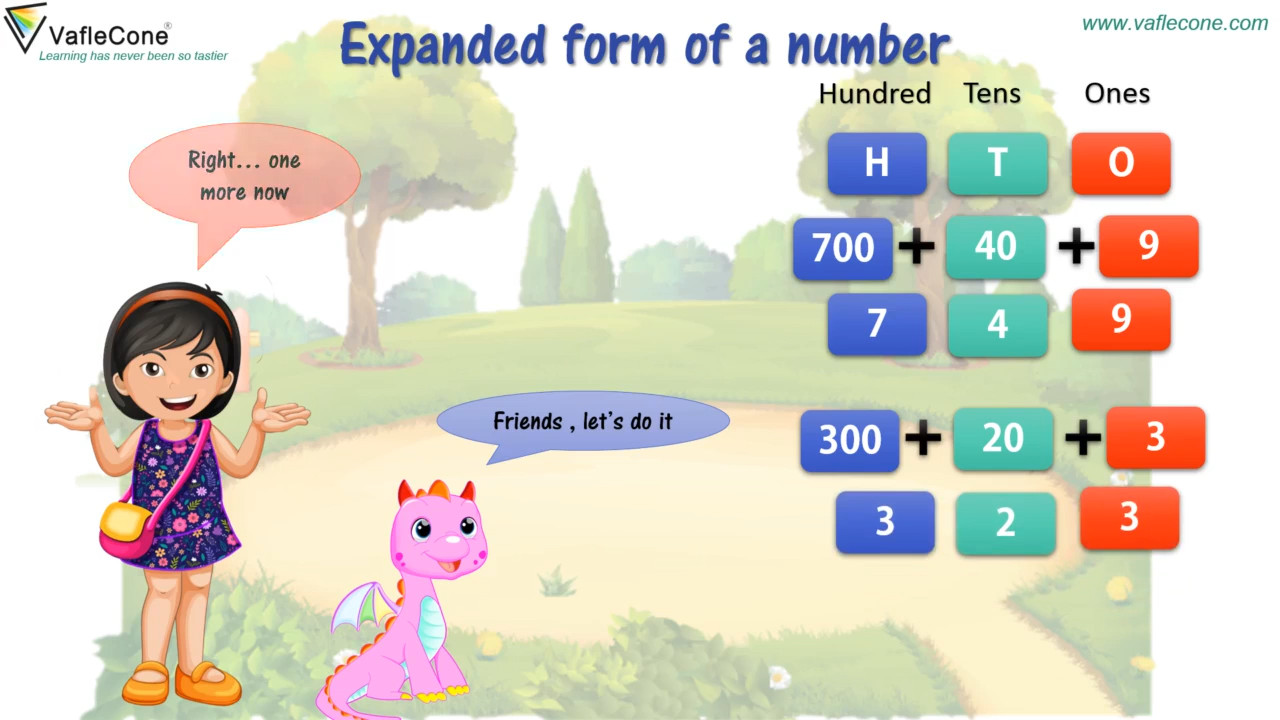 VafleCone®
Learning has never been so tastier
Expanded form of a number
www.vaflecone.com
Hundred Tens Ones
H T O
Right... one
more now
700 + 40 + 9
7 4 9
Friends , let's do it
300 + 20 + 3
3 2 3